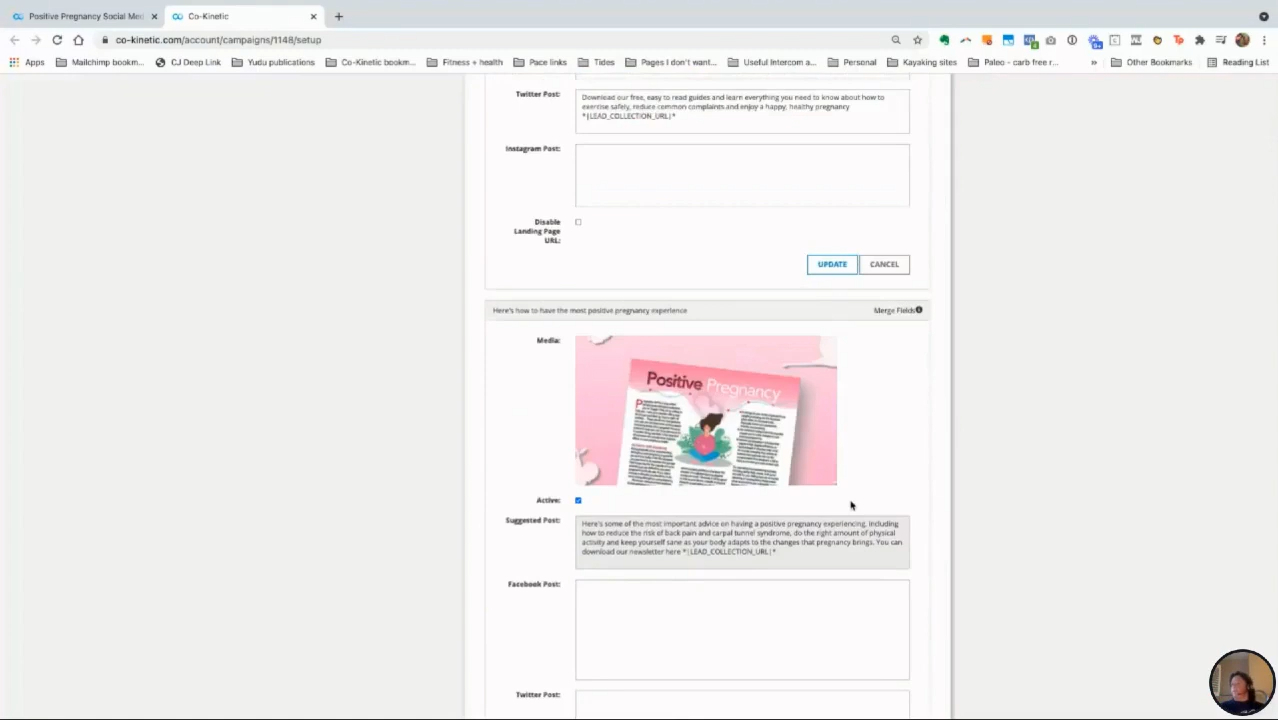 Positive Pregnancy Social Med
Co-Kinetic
co-kinetic.com/account/campaigns/1148/setup
Apps
Mailchimp bookm...
CJ Deep Link
Yudu publications
Co-Kinetic bookm...
Fitness + health
Pace links
Tides
Pages I don't want...
Useful Intercom a...
Personal
Kayaking sites
Paleo – carb free r...
»
Other Bookmarks
Reading List
Twitter Post:
Download our free, easy to read guides and learn everything you need to know about how to
exercise safely, reduce common complaints and enjoy a happy, healthy pregnancy
*|LEAD_COLLECTION_URL|*
Instagram Post:
Disable
Landing Page
URL:
UPDATE
CANCEL
Here's how to have the most positive pregnancy experience
Merge Fields
Media:
Positive Pregnancy
Active:
Suggested Post:
Here's some of the most important advice on having a positive pregnancy experiencing, including
how to reduce the risk of back pain and carpal tunnel syndrome, do the right amount of physical
activity and keep yourself sane as your body adapts to the changes that pregnancy brings. You can
download our newsletter here *|LEAD_COLLECTION_URL|*
Facebook Post:
Twitter Post: